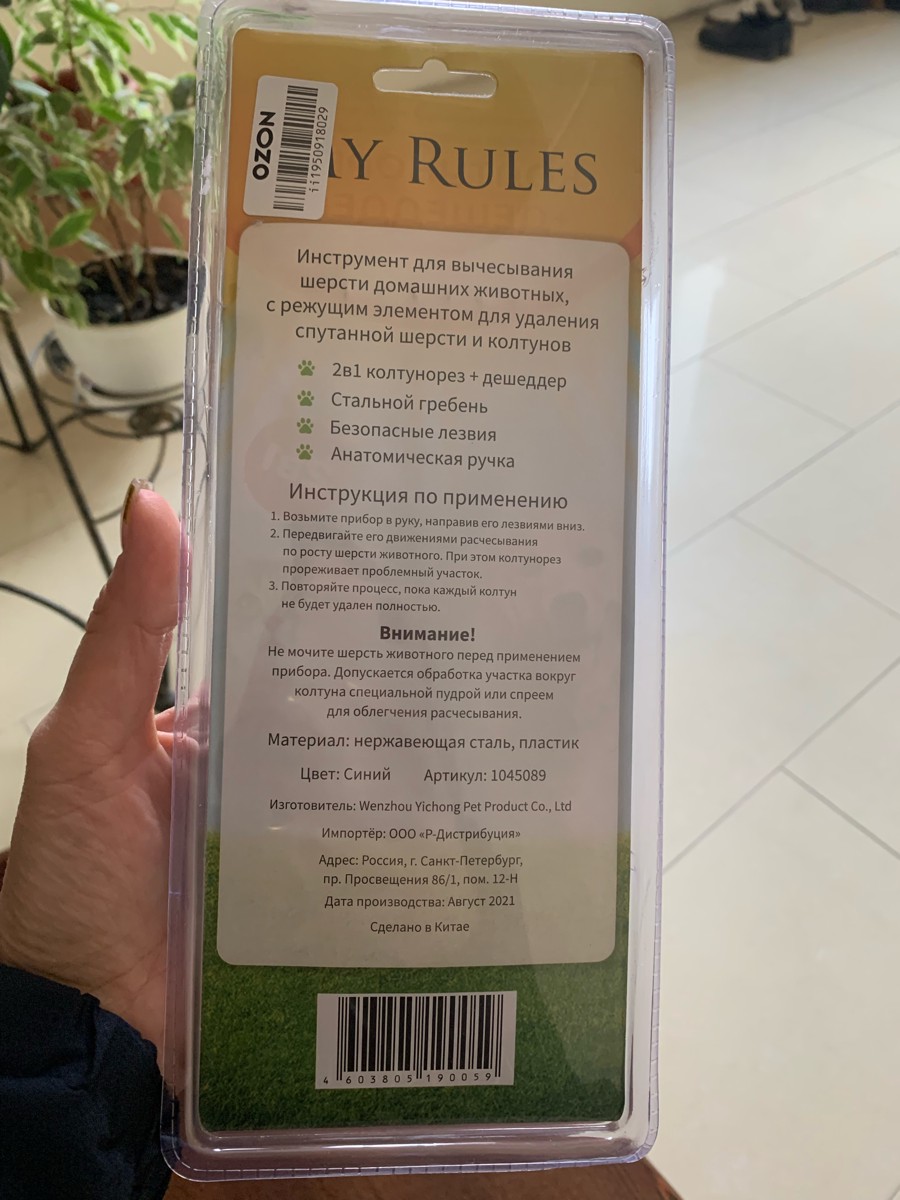 OZON
ii1950918029
RULES
Инструмент для вычесывания
шерсти домашних животных,
с режущим элементом для удаления
спутанной шерсти и колтунов
2в1 колтунорез + дешеддер
Стальной гребень
Безопасные лезвия
Анатомическая ручка
Инструкция по применению
1. Возьмите прибор в руку, направив его лезвиями вниз.
2. Передвигайте его движениями расчесывания
по росту шерсти животного. При этом колтунорез
прореживает проблемный участок.
3. Повторяйте процесс, пока каждый колтун
не будет удален полностью.
Внимание!
Не мочите шерсть животного перед применением
прибора. Допускается обработка участка вокруг
колтуна специальной пудрой или спреем
для облегчения расчесывания.
Материал: нержавеющая сталь, пластик
Цвет: Синий Артикул: 1045089
Изготовитель: Wenzhou Yichong Pet Product Co., Ltd
Импортёр: ООО «Р-Дистрибуция»
Адрес: Россия, г. Санкт-Петербург,
пр. Просвещения 86/1, пом. 12-Н
Дата производства: Август 2021
Сделано в Китае
4 603805 190059